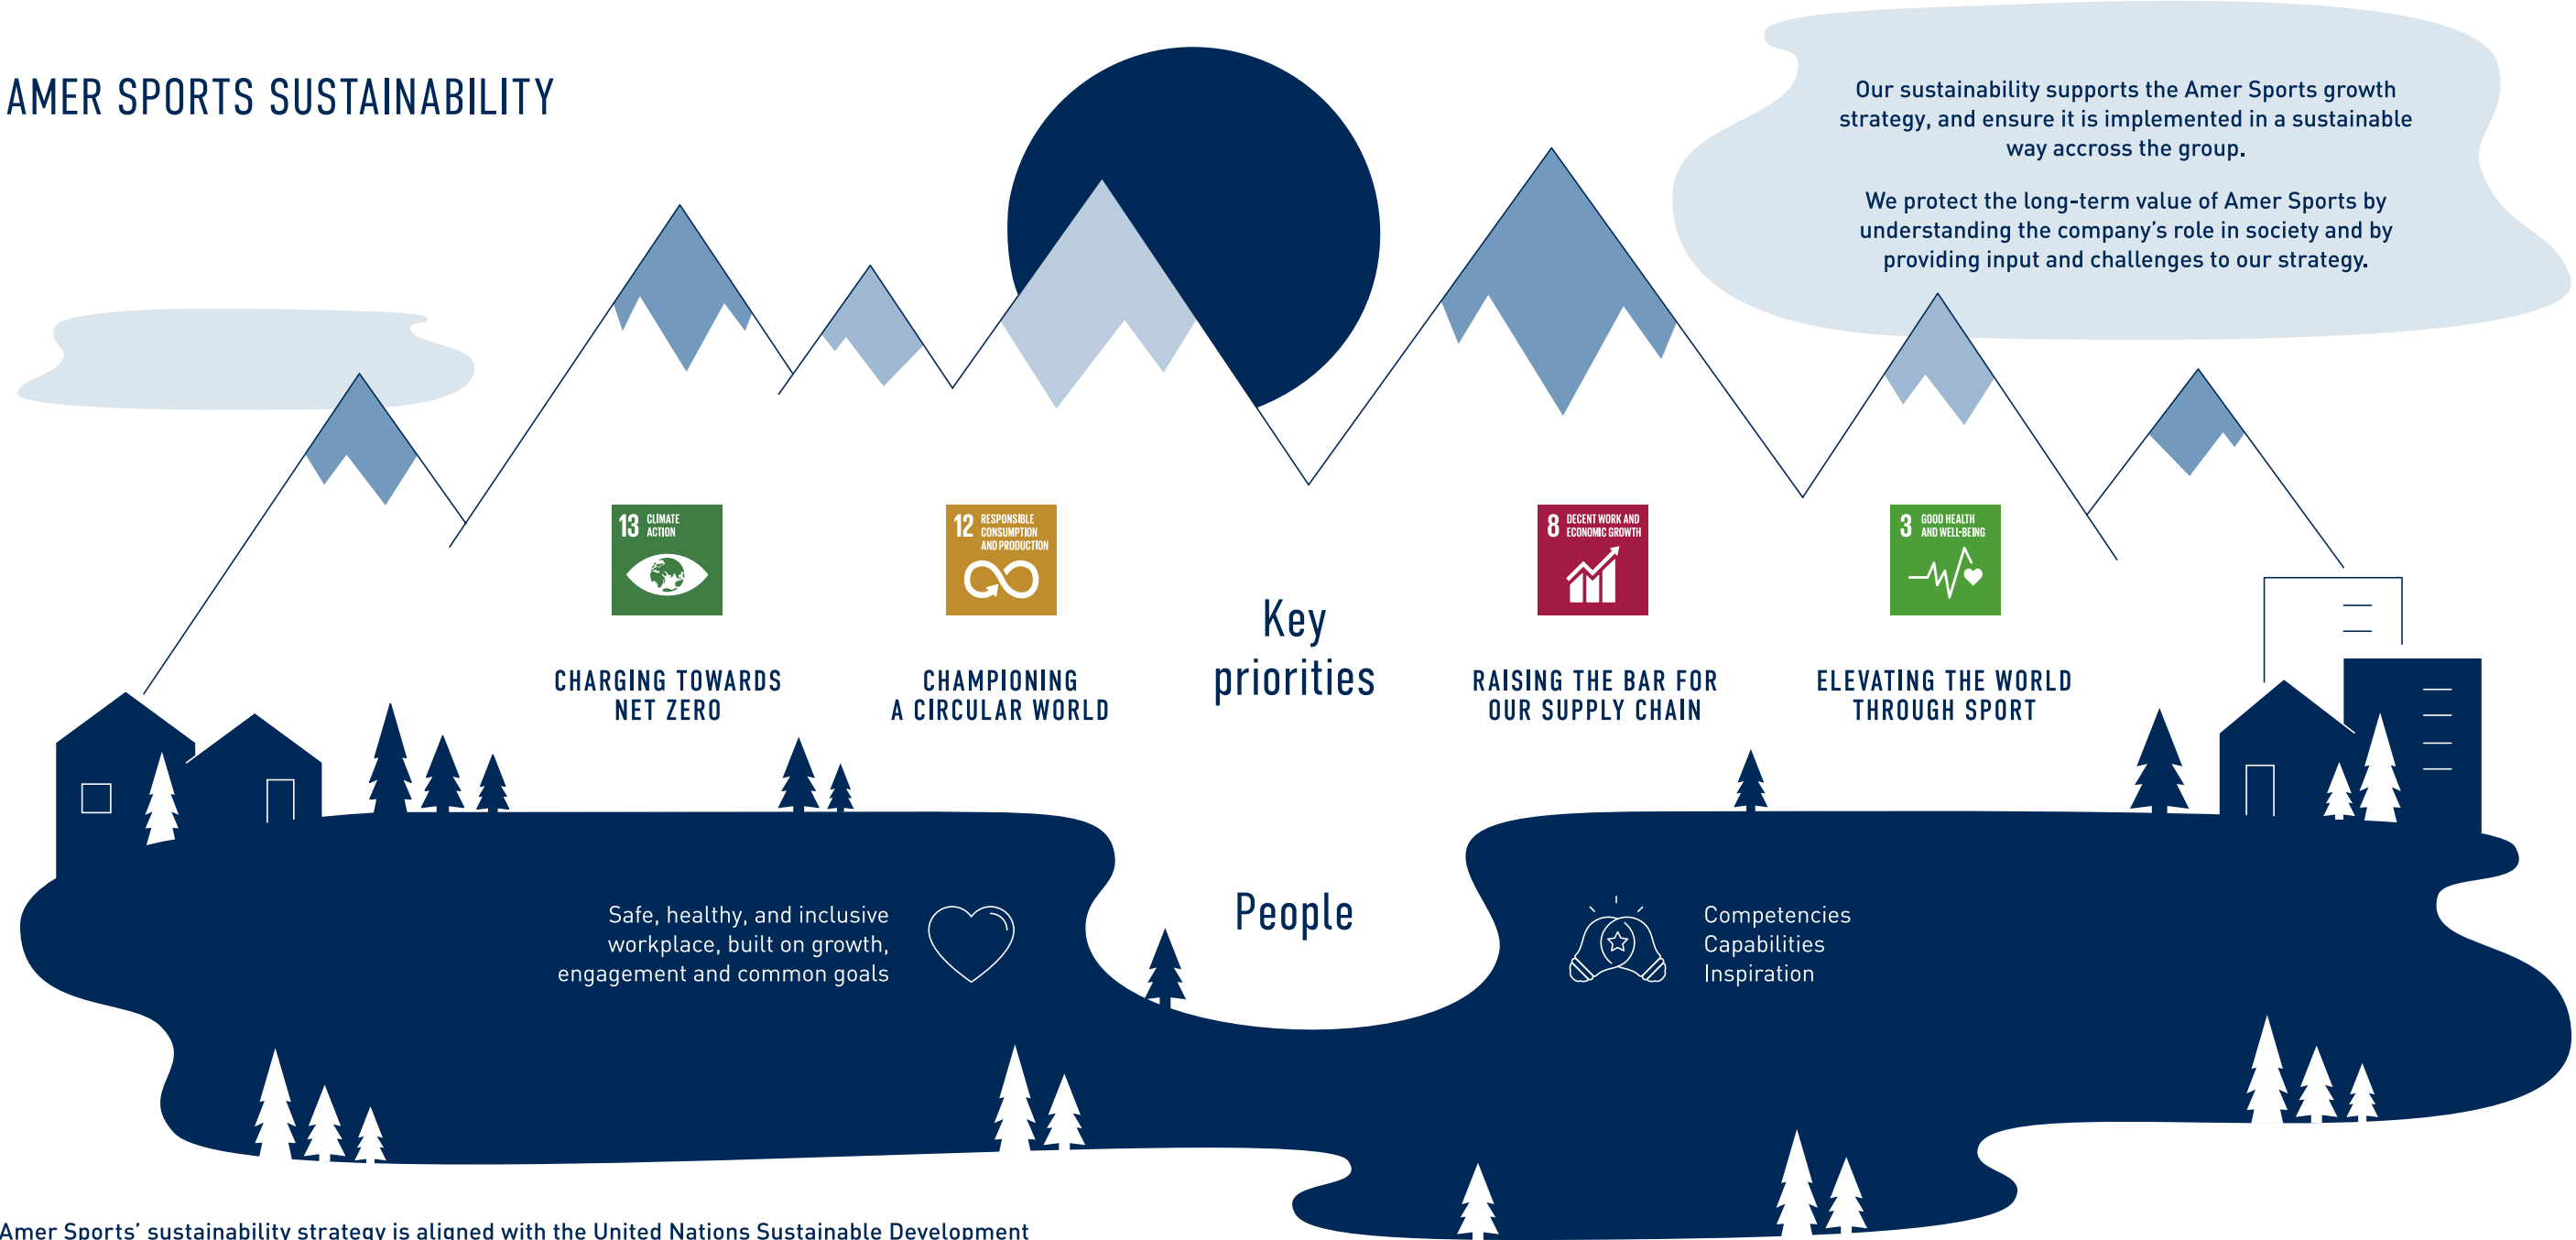 AMER SPORTS SUSTAINABILITY
Our sustainability supports the Amer Sports growth
strategy, and ensure it is implemented in a sustainable
way accross the group.
We protect the long-term value of Amer Sports by
understanding the company’s role in society and by
providing input and challenges to our strategy.
13 CLIMATE
ACTION
12 RESPONSIBLE
CONSUMPTION
AND PRODUCTION
8 DECENT WORK AND
ECONOMIC GROWTH
3 GOOD HEALTH
AND WELL-BEING
Key
priorities
CHARGING TOWARDS
NET ZERO
CHAMPIONING
A CIRCULAR WORLD
RAISING THE BAR FOR
OUR SUPPLY CHAIN
ELEVATING THE WORLD
THROUGH SPORT
People
Safe, healthy, and inclusive
workplace, built on growth,
engagement and common goals
Competencies
Capabilities
Inspiration
Amer Sports’ sustainability strategy is aligned with the United Nations Sustainable Development